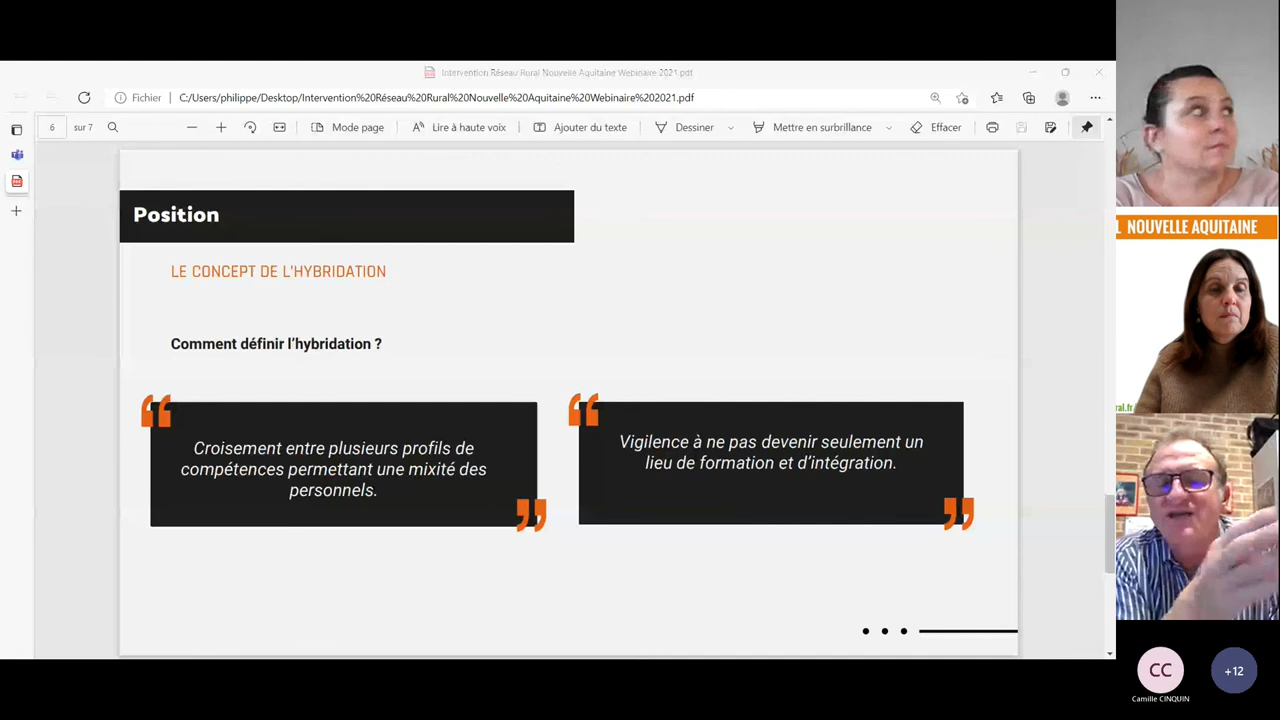 Intervention Réseau Rural Nouvelle Aquitaine Webinaire 2021.pdf
Fichier
C:/Users/philippe/Desktop/Intervention%20Réseau%20Rural%20Nouvelle%20Aquitaine%20Webinaire%202021.pdf
6 sur 7
Mode page
Lire à haute voix
Ajouter du texte
Dessiner
Mettre en surbrillance
Effacer
Position
LE CONCEPT DE L'HYBRIDATION
Comment définir l'hybridation ?
Croisement entre plusieurs profils de
compétences permettant une mixité des
personnels.
Vigilence à ne pas devenir seulement un
lieu de formation et d'intégration.
NOUVELLE AQUITAINE
ral.fr
CC
Camille CINQUIN
+12